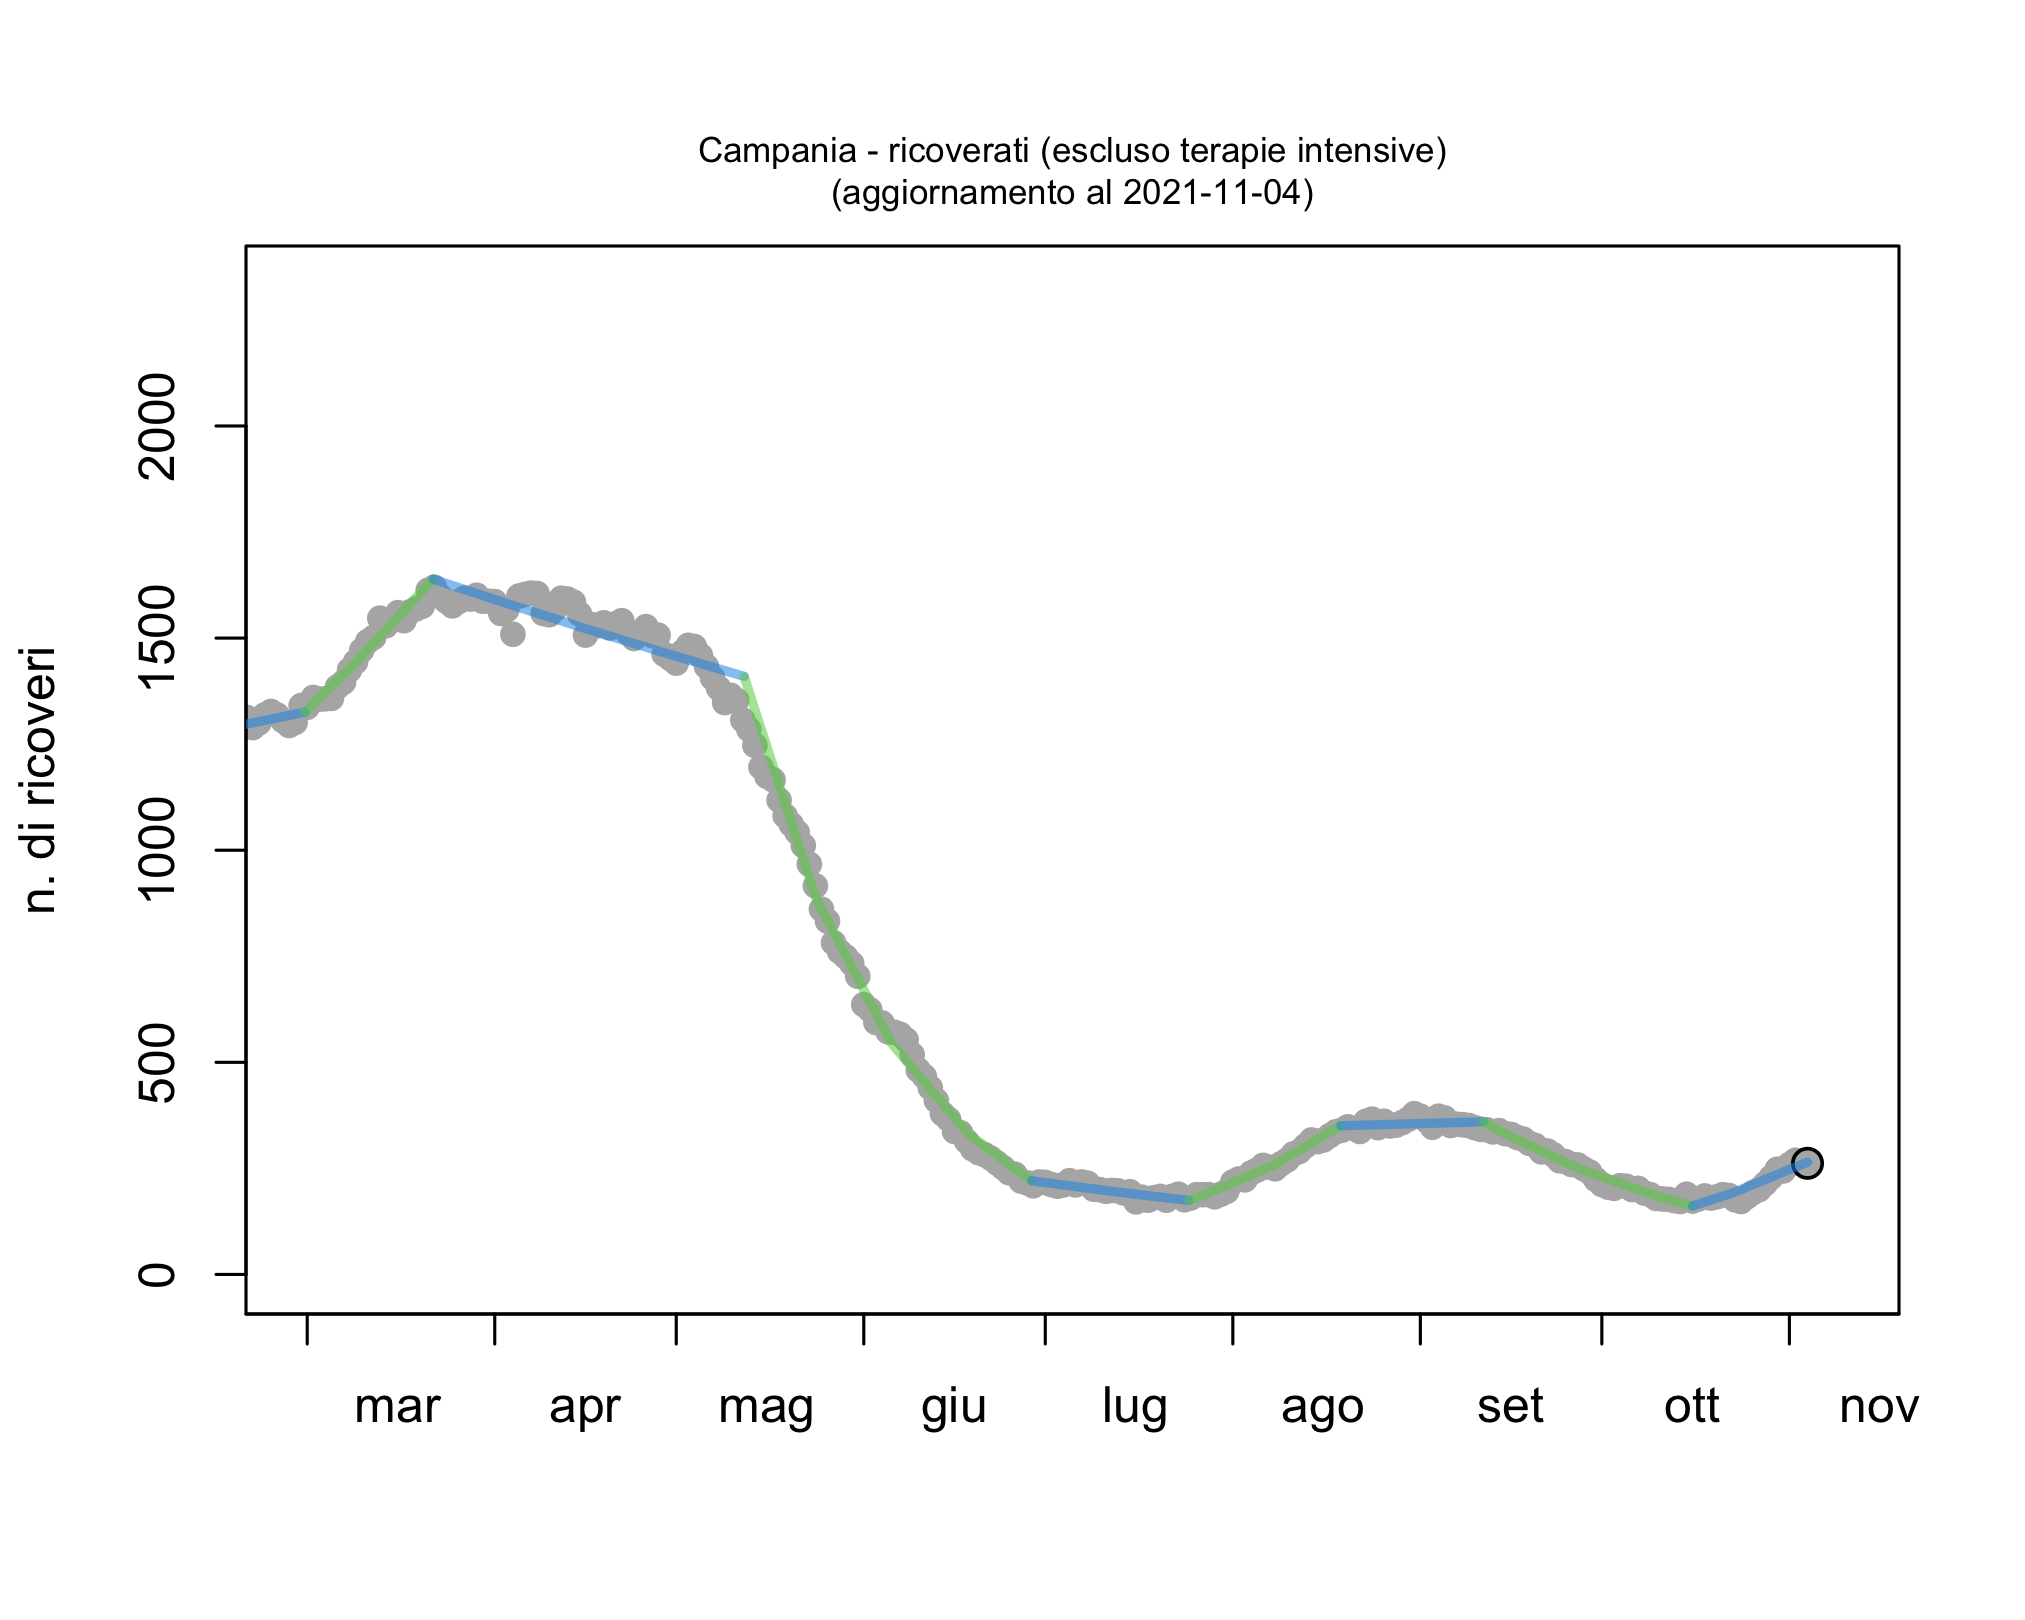 Campania - ricoverati (escluso terapie intensive)
(aggiornamento al 2021-11-04)
n. di ricoveri
2000
1500
1000
500
0
mar apr mag giu lug ago set ott nov